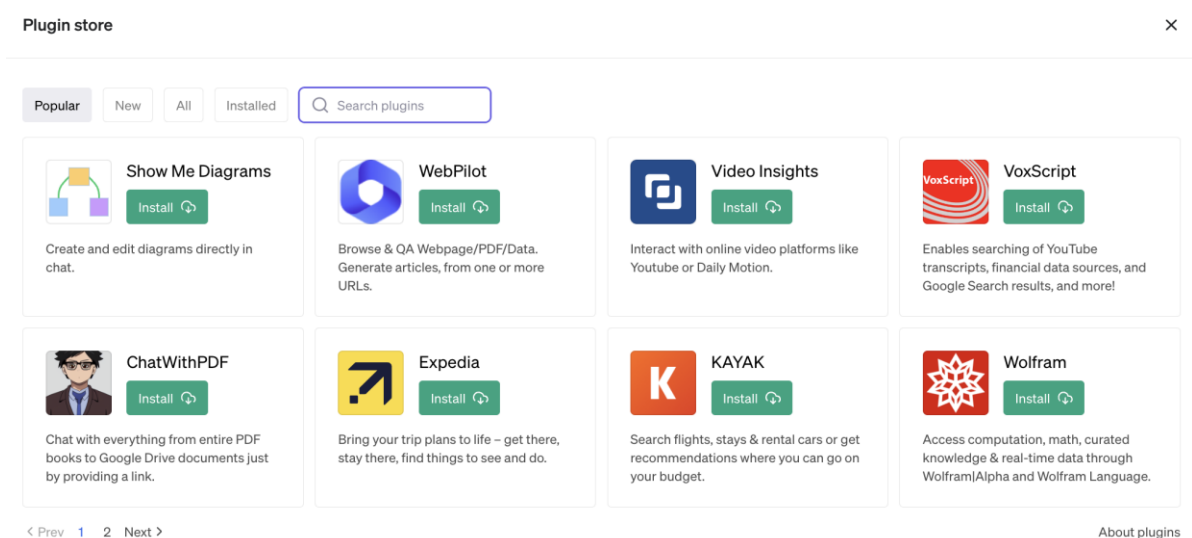 Plugin store
Popular New All Installed Search plugins
Show Me Diagrams
Install
Create and edit diagrams directly in
chat.
WebPilot
Install
Browse & QA Webpage/PDF/Data.
Generate articles, from one or more
URLs.
Video Insights
Install
Interact with online video platforms like
Youtube or Daily Motion.
VoxScript
VoxScript
Install
Enables searching of YouTube
transcripts, financial data sources, and
Google Search results, and more!
ChatWithPDF
Install
Chat with everything from entire PDF
books to Google Drive documents just
by providing a link.
Expedia
Install
Bring your trip plans to life – get there,
stay there, find things to see and do.
K
KAYAK
Install
Search flights, stays & rental cars or get
recommendations where you can go on
your budget.
Wolfram
Install
Access computation, math, curated
knowledge & real-time data through
Wolfram|Alpha and Wolfram Language.
Prev 1 2 Next
About plugins